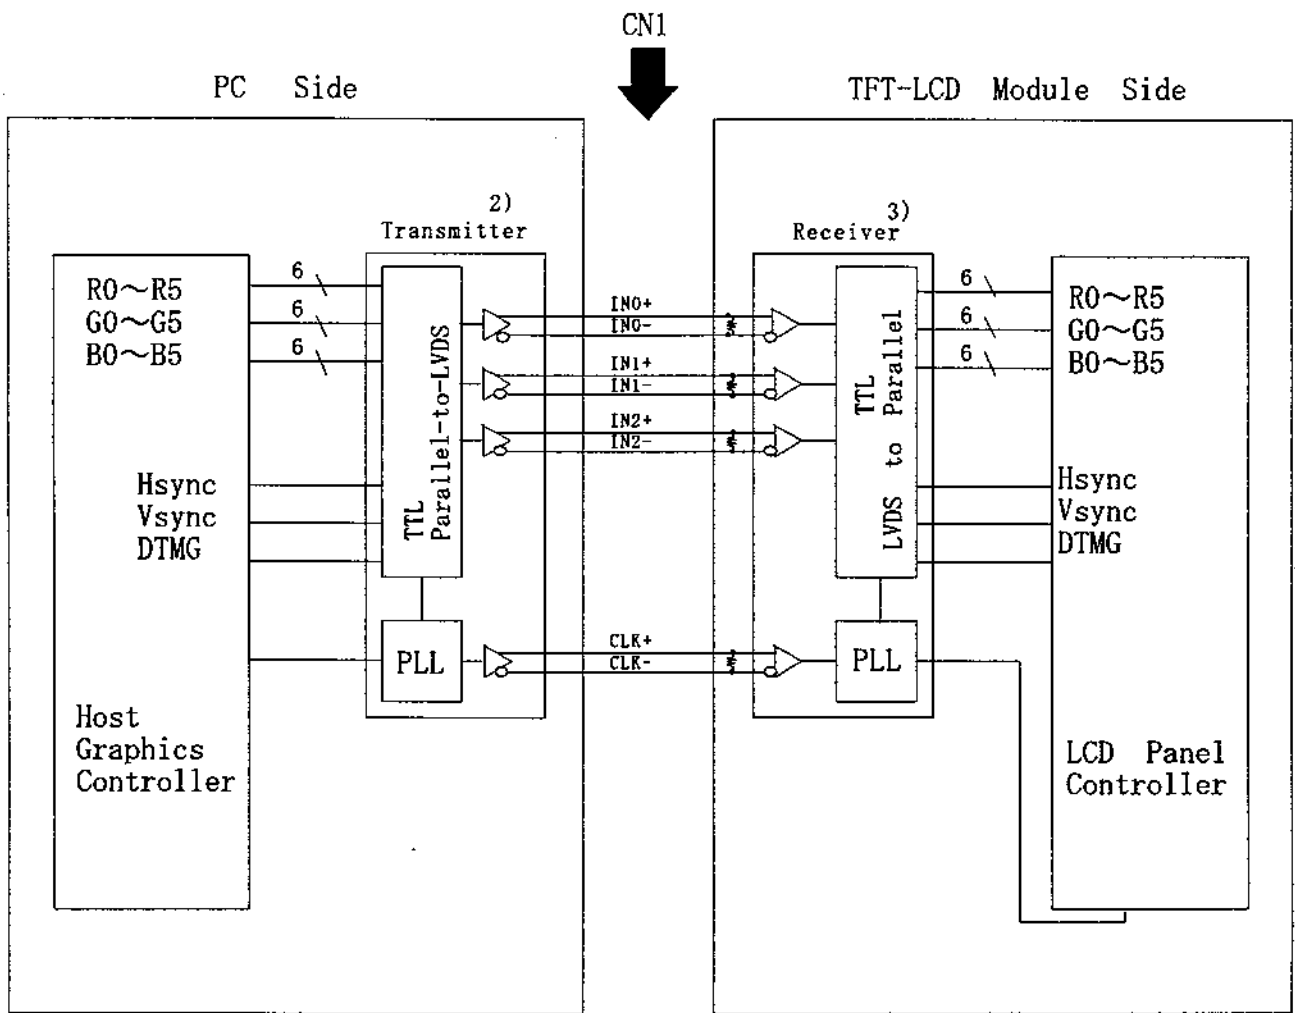 CN1
PC Side
TFT-LCD Module Side
2)
Transmitter
3)
Receiver
R0～R5
G0～G5
B0～B5
6
6
6
Hsync
Vsync
DTMG
Host
Graphics
Controller
TTL
Parallel-to-LVDS
PLL
IN0+
IN0-
IN1+
IN1-
IN2+
IN2-
CLK+
CLK-
TTL
LVDS to Parallel
PLL
6
6
6
R0～R5
G0～G5
B0～B5
Hsync
Vsync
DTMG
LCD Panel
Controller